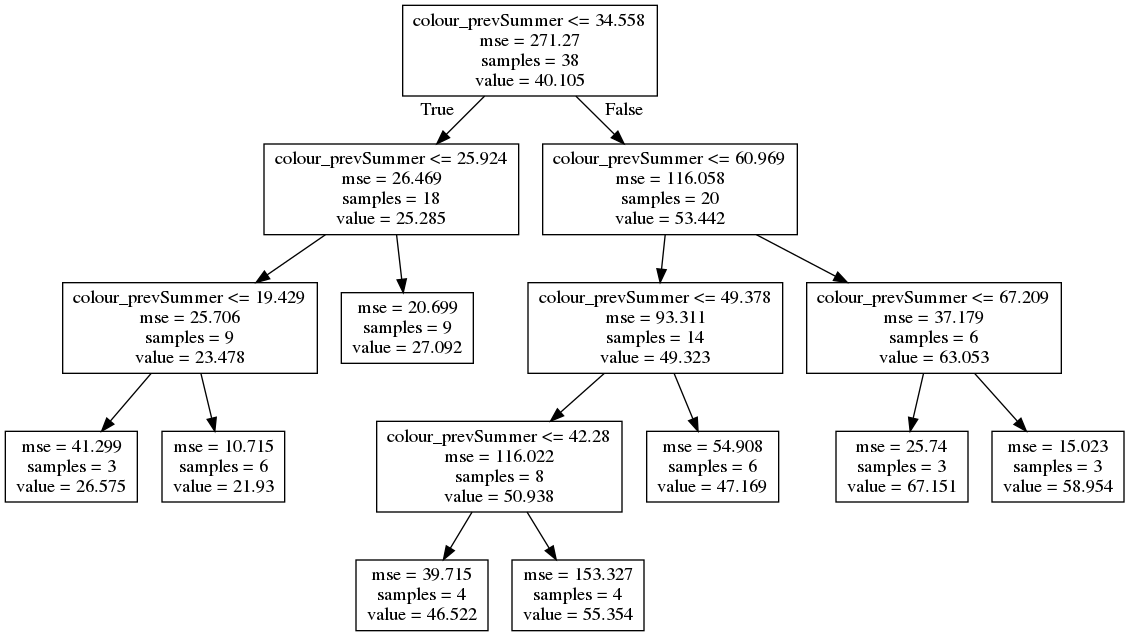 colour_prevSummer <= 34.558
mse = 271.27
samples = 38
value = 40.105
True
False
colour_prevSummer <= 25.924
mse = 26.469
samples = 18
value = 25.285
colour_prevSummer <= 60.969
mse = 116.058
samples = 20
value = 53.442
colour_prevSummer <= 19.429
mse = 25.706
samples = 9
value = 23.478
mse = 20.699
samples = 9
value = 27.092
colour_prevSummer <= 49.378
mse = 93.311
samples = 14
value = 49.323
colour_prevSummer <= 67.209
mse = 37.179
samples = 6
value = 63.053
mse = 41.299
samples = 3
value = 26.575
mse = 10.715
samples = 6
value = 21.93
colour_prevSummer <= 42.28
mse = 116.022
samples = 8
value = 50.938
mse = 54.908
samples = 6
value = 47.169
mse = 25.74
samples = 3
value = 67.151
mse = 15.023
samples = 3
value = 58.954
mse = 39.715
samples = 4
value = 46.522
mse = 153.327
samples = 4
value = 55.354